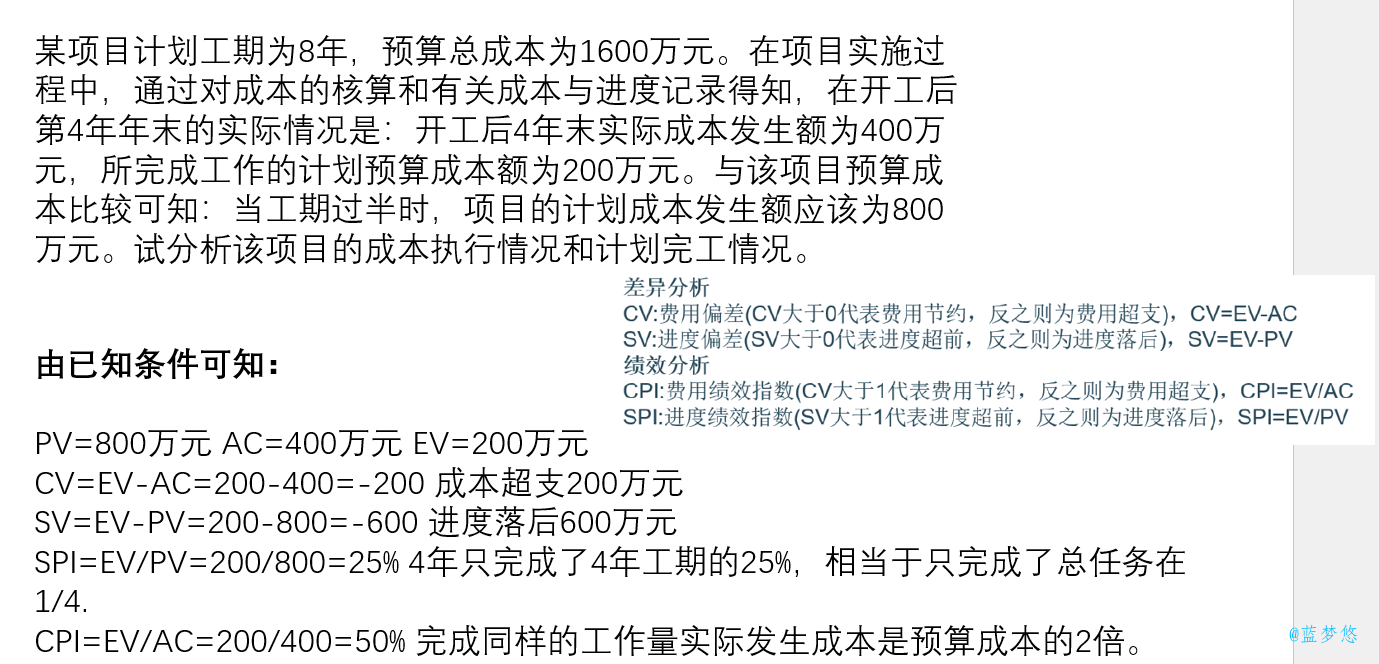 某项目计划工期为8年，预算总成本为1600万元。在项目实施过
程中，通过对成本的核算和有关成本与进度记录得知，在开工后
第4年年末的实际情况是：开工后4年末实际成本发生额为400万
元，所完成工作的计划预算成本额为200万元。与该项目预算成
本比较可知：当工期过半时，项目的计划成本发生额应该为800
万元。试分析该项目的成本执行情况和计划完工情况。
差异分析
CV:费用偏差(CV大于0代表费用节约，反之则为费用超支)，CV=EV-AC
SV:进度偏差(SV大于0代表进度超前，反之则为进度落后)，SV=EV-PV
绩效分析
CPI:费用绩效指数(CV大于1代表费用节约，反之则为费用超支)，CPI=EV/AC
SPI:进度绩效指数(SV大于1代表进度超前，反之则为进度落后)，SPI=EV/PV
由已知条件可知：
PV=800万元 AC=400万元 EV=200万元
CV=EV-AC=200-400=-200 成本超支200万元
SV=EV-PV=200-800=-600 进度落后600万元
SPI=EV/PV=200/800=25% 4年只完成了4年工期的25%，相当于只完成了总任务在
1/4.
CPI=EV/AC=200/400=50% 完成同样的工作量实际发生成本是预算成本的2倍。
@蓝梦悠